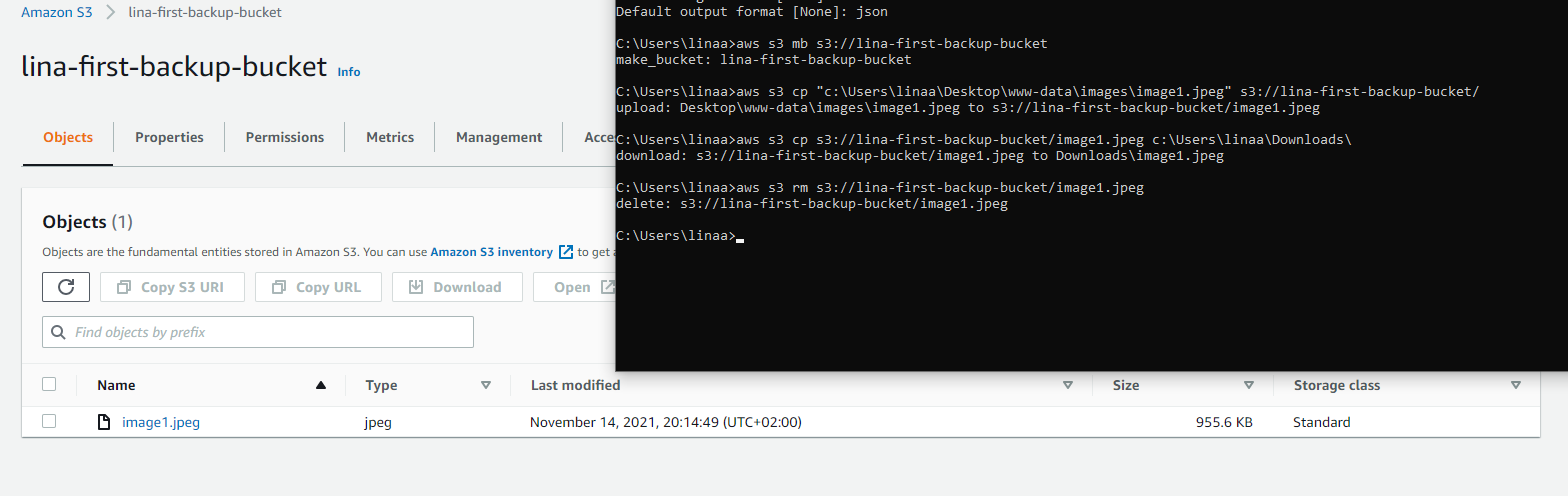 Amazon S3 > lina-first-backup-bucket
lina-first-backup-bucket Info
Objects Properties Permissions Metrics Management
Objects (1)
Objects are the fundamental entities stored in Amazon S3. You can use Amazon S3 inventory to get
Copy S3 URI Copy URL Download Open
Find objects by prefix
Name Type Last modified Size Storage class
image1.jpeg jpeg November 14, 2021, 20:14:49 (UTC+02:00) 955.6 KB Standard
Default output format [None]: json
C:\Users\linaa>aws s3 mb s3://lina-first-backup-bucket
make_bucket: lina-first-backup-bucket
C:\Users\linaa>aws s3 cp "c:\Users\linaa\Desktop\www-data\images\image1.jpeg" s3://lina-first-backup-bucket/
upload: Desktop\www-data\images\image1.jpeg to s3://lina-first-backup-bucket/image1.jpeg
C:\Users\linaa>aws s3 cp s3://lina-first-backup-bucket/image1.jpeg c:\Users\linaa\Downloads\
download: s3://lina-first-backup-bucket/image1.jpeg to Downloads\image1.jpeg
C:\Users\linaa>aws s3 rm s3://lina-first-backup-bucket/image1.jpeg
delete: s3://lina-first-backup-bucket/image1.jpeg
C:\Users\linaa>